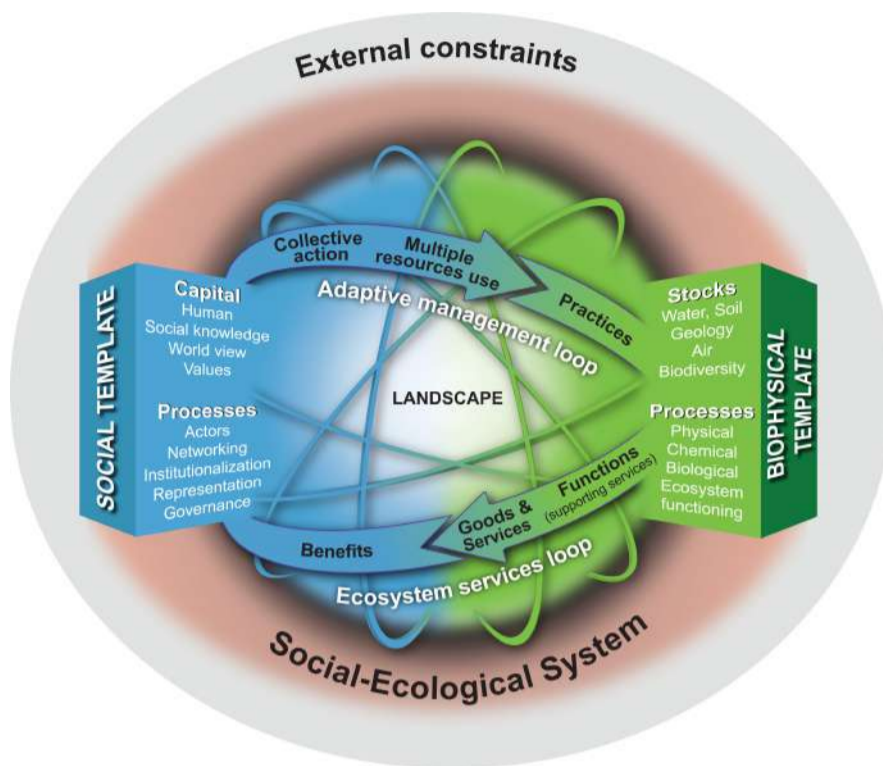 External constraints
Collective
action
Multiple
resources use
Practices
Adaptive management loop
SOCIAL TEMPLATE
Capital
Human
Social knowledge
World view
Values
Processes
Actors
Networking
Institutionalization
Representation
Governance
LANDSCAPE
Stocks
Water, Soil
Geology
Air
Biodiversity
Processes
Physical
Chemical
Biological
Ecosystem
functioning
BIOPHYSICAL
TEMPLATE
Functions
(supporting services)
Goods &
Services
Benefits
Ecosystem services loop
Social-Ecological System